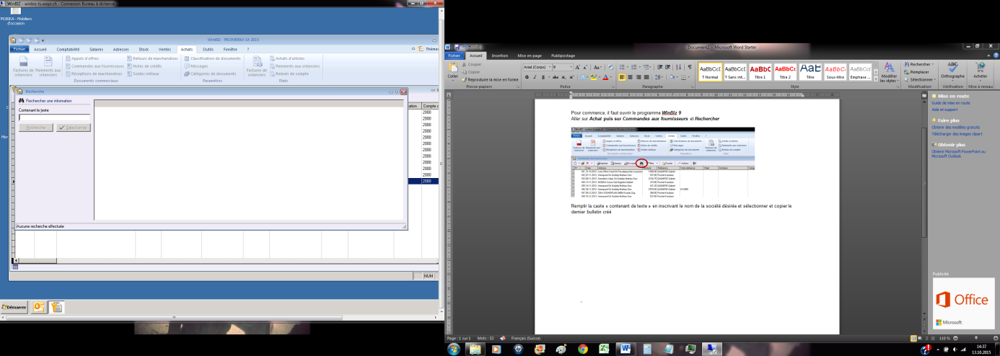 WinBIZ - winbiz-ts.wopr.ch - Connexion Bureau à distance
MOBIKA - Mobiliers
d'occasion
WinBIZ - PROMERKA SA 2015
Fichier Accueil Comptabilité Salaires Adresses Stock Ventes Achats Outils Fenêtre ? Thèmes
Factures de créanciers
Paiements aux créanciers
Appels d'offres
Commandes aux fournisseurs
Réceptions de marchandises
Retours de marchandises
Notes de crédits
Soldes initiaux
Documents commerciaux
Classification de documents
Messages
Catégories de documents
Paramètres
Factures de créanciers
Achats d'articles
Paiements aux créanciers
Relevés de compte
Etats
Recherche
Rechercher une information
Contenant le texte
Rechercher Sélectionner
Aucune recherche effectuée
ation Compte c
2000
2000
2000
2000
2000
2000
2000
2000
2000
2000
2000
2000
NUM
Démarrer
Document2 - Microsoft Word Starter
Fichier Accueil Insertion Mise en page Publipostage
Coller
Couper
Copier
Reproduire la mise en forme
Presse-papiers
Arial (Corps) 9
Police
Paragraphe
AaBbCcI AaBbCcI AaBbC AaBbCc AaB AaBbC AaBbCcI
¶ Normal ¶ Sans int... Titre 1 Titre 2 Titre Sous-titre Emphase ...
Modifier les styles
Style
Rechercher
Remplacer
Sélectionner
Modification
ABC
Orthographe
Vérification
Acheter
Mise à niveau
Pour commence, il faut ouvrir le programme WinBiz 9
Aller sur Achat puis sur Commandes aux fournisseurs et Rechercher
Remplir la caste « contenant de texte » en inscrivant le nom de la société désirée et sélectionner et copier le
dernier bulletin créé
Mise en route
Guide de mise en route
Aide et support
Faire plus
Obtenir des modèles gratuits
Télécharger des images clipart
Obtenir plus
Obtenir Microsoft PowerPoint ou
Microsoft Outlook
Publicité
Office
Microsoft
Page : 1 sur 1 Mots : 53 Français (Suisse) 110 %
14:37
13.10.2015